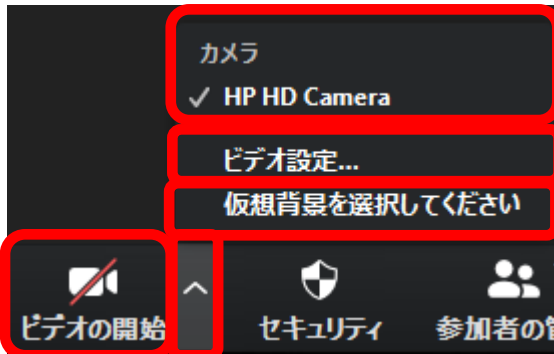 カメラ
✓ HP HD Camera
ビデオ設定...
仮想背景を選択してください
ビデオの開始
セキュリティ
参加者の